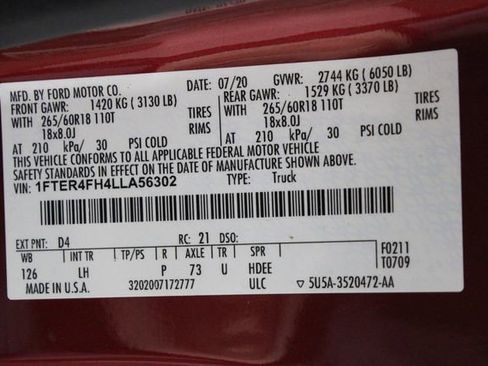 MFD. BY FORD MOTOR CO. DATE: 07/20 GVWR: 2744 KG (6050 LB)
FRONT GAWR: 1420 KG (3130 LB) REAR GAWR: 1529 KG (3370 LB)
WITH 265/60R18 110T TIRES WITH 265/60R18 110T TIRES
18x8.0J RIMS 18x8.0J RIMS
AT 210 kPa/ 30 PSI COLD AT 210 kPa/ 30 PSI COLD
THIS VEHICLE CONFORMS TO ALL APPLICABLE FEDERAL MOTOR VEHICLE
SAFETY STANDARDS IN EFFECT ON THE DATE OF MANUFACTURE SHOWN ABOVE.
VIN: 1FTER4FH4LLA56302 TYPE: Truck
EXT PNT: D4 RC: 21 DSO: F0211
WB INT TR TP/PS R AXLE TR SPR T0709
126 LH P 73 U HDEE
MADE IN U.S.A. 3202007172777 ULC ▽ 5U5A-3520472-AA